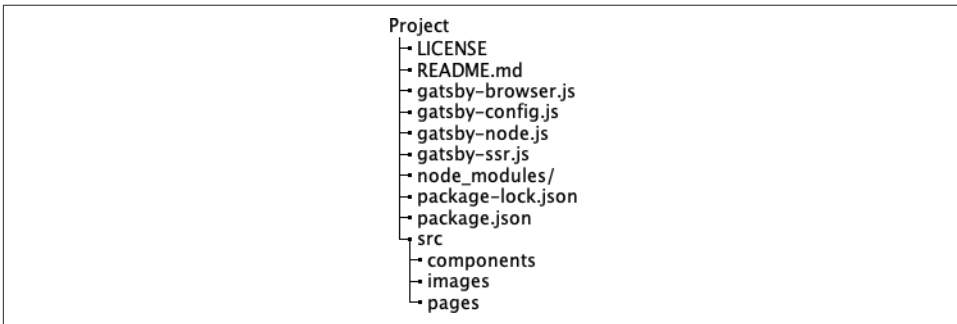 Project
LICENSE
README.md
gatsby-browser.js
gatsby-config.js
gatsby-node.js
gatsby-ssr.js
node_modules/
package-lock.json
package.json
src
components
images
pages